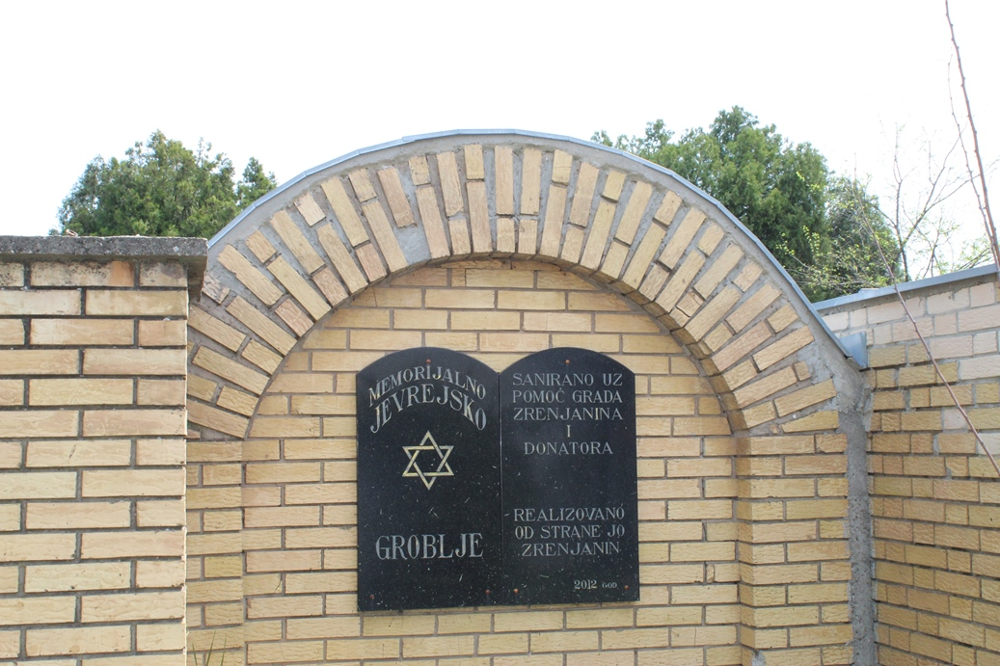 MEMORIJALNO
JEVREJSKO
GROBLJE
SANIRANO UZ
POMOĆ GRADA
ZRENJANINA
I
DONATORA
REALIZOVANO
OD STRANE JO
ZRENJANIN
2012 GOD